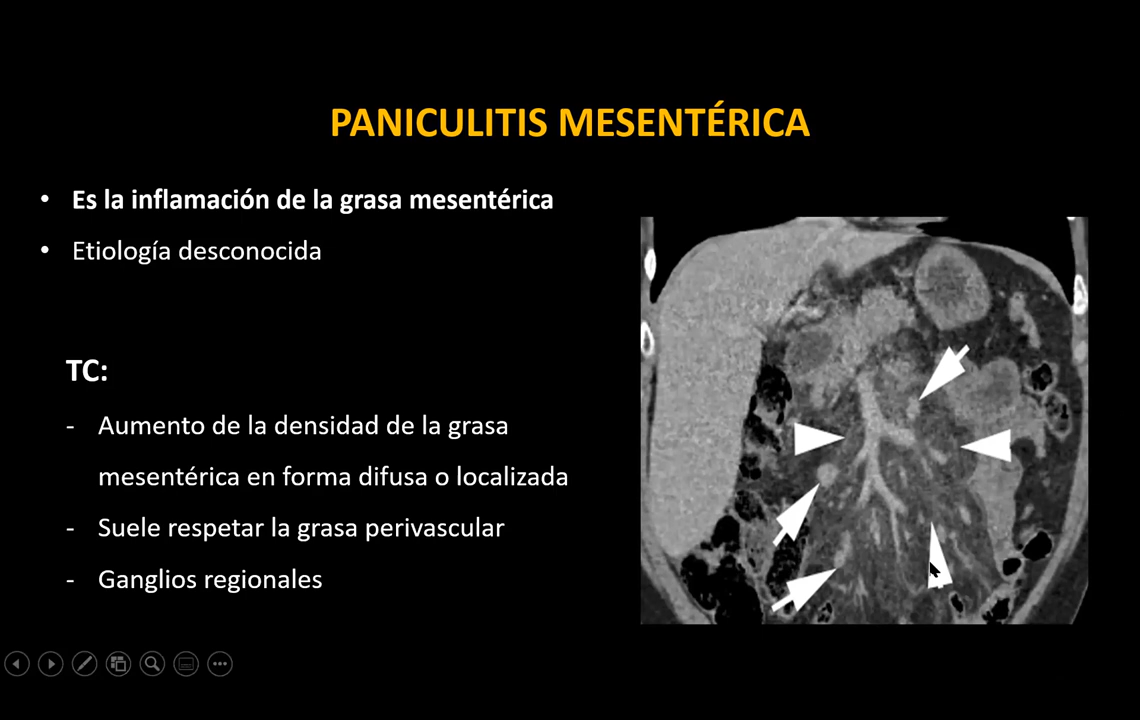 PANICULITIS MESENTÉRICA
• Es la inflamación de la grasa mesentérica
• Etiología desconocida
TC:
- Aumento de la densidad de la grasa
mesentérica en forma difusa o localizada
- Suele respetar la grasa perivascular
- Ganglios regionales